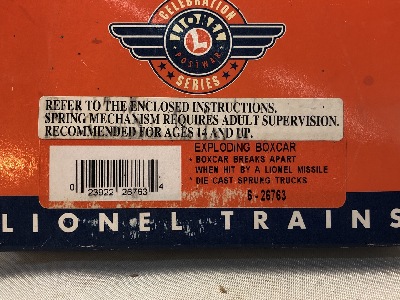 CELEBRATION
LIONEL
L
POSTWAR
SERIES
REFER TO THE ENCLOSED INSTRUCTIONS.
SPRING MECHANISM REQUIRES ADULT SUPERVISION.
RECOMMENDED FOR AGES 14 AND UP.
EXPLODING BOXCAR
• BOXCAR BREAKS APART
WHEN HIT BY A LIONEL MISSILE
• DIE CAST SPRUNG TRUCKS
6-26763
0 23922 26763 4
LIONEL TRAINS